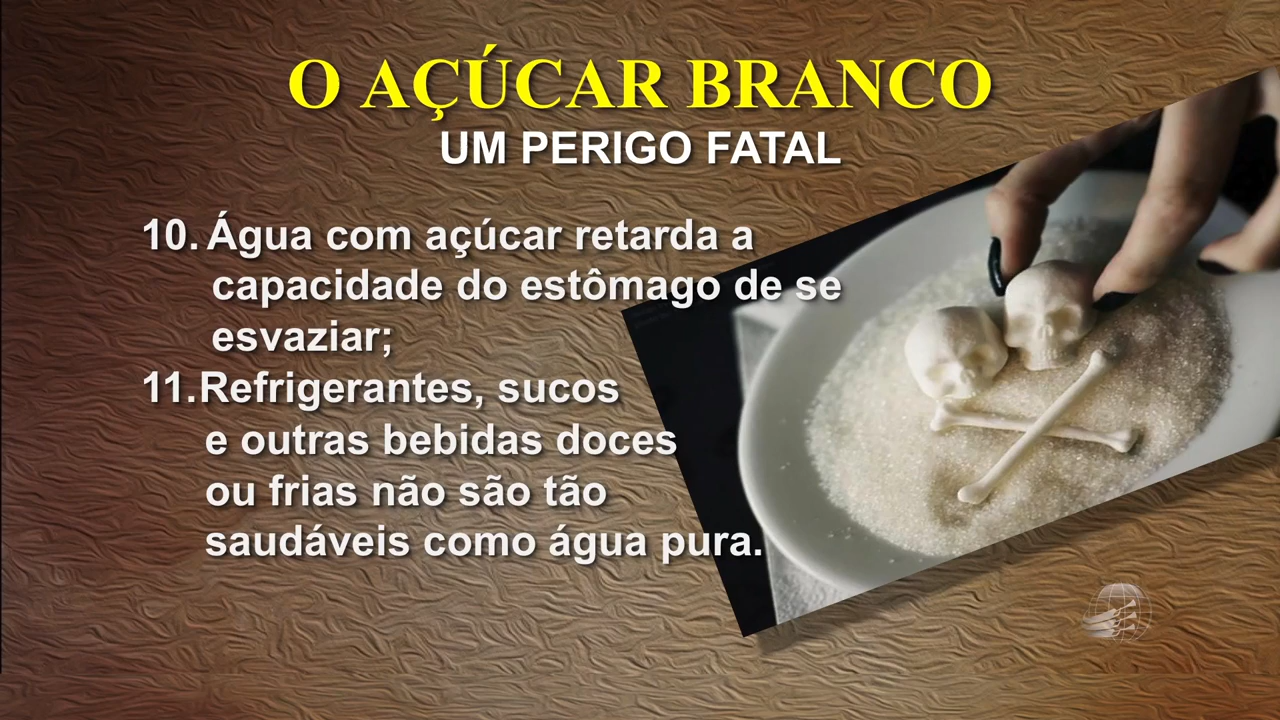 O AÇÚCAR BRANCO
UM PERIGO FATAL
10. Água com açúcar retarda a
capacidade do estômago de se
esvaziar;
11.Refrigerantes, sucos
e outras bebidas doces
ou frias não são tão
saudáveis como água pura.